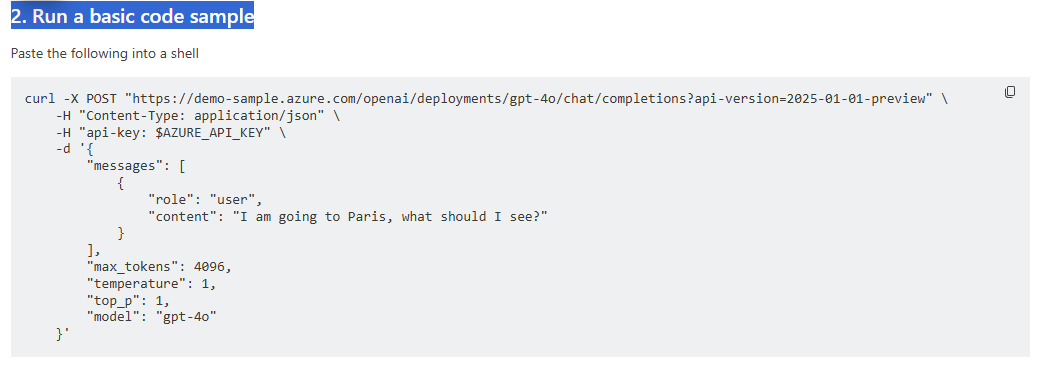 2. Run a basic code sample
Paste the following into a shell
curl -X POST "https://demo-sample.azure.com/openai/deployments/gpt-4o/chat/completions?api-version=2025-01-01-preview" \
    -H "Content-Type: application/json" \
    -H "api-key: $AZURE_API_KEY" \
    -d '{
        "messages": [
            {
                "role": "user",
                "content": "I am going to Paris, what should I see?"
            }
        ],
        "max_tokens": 4096,
        "temperature": 1,
        "top_p": 1,
        "model": "gpt-4o"
    }'